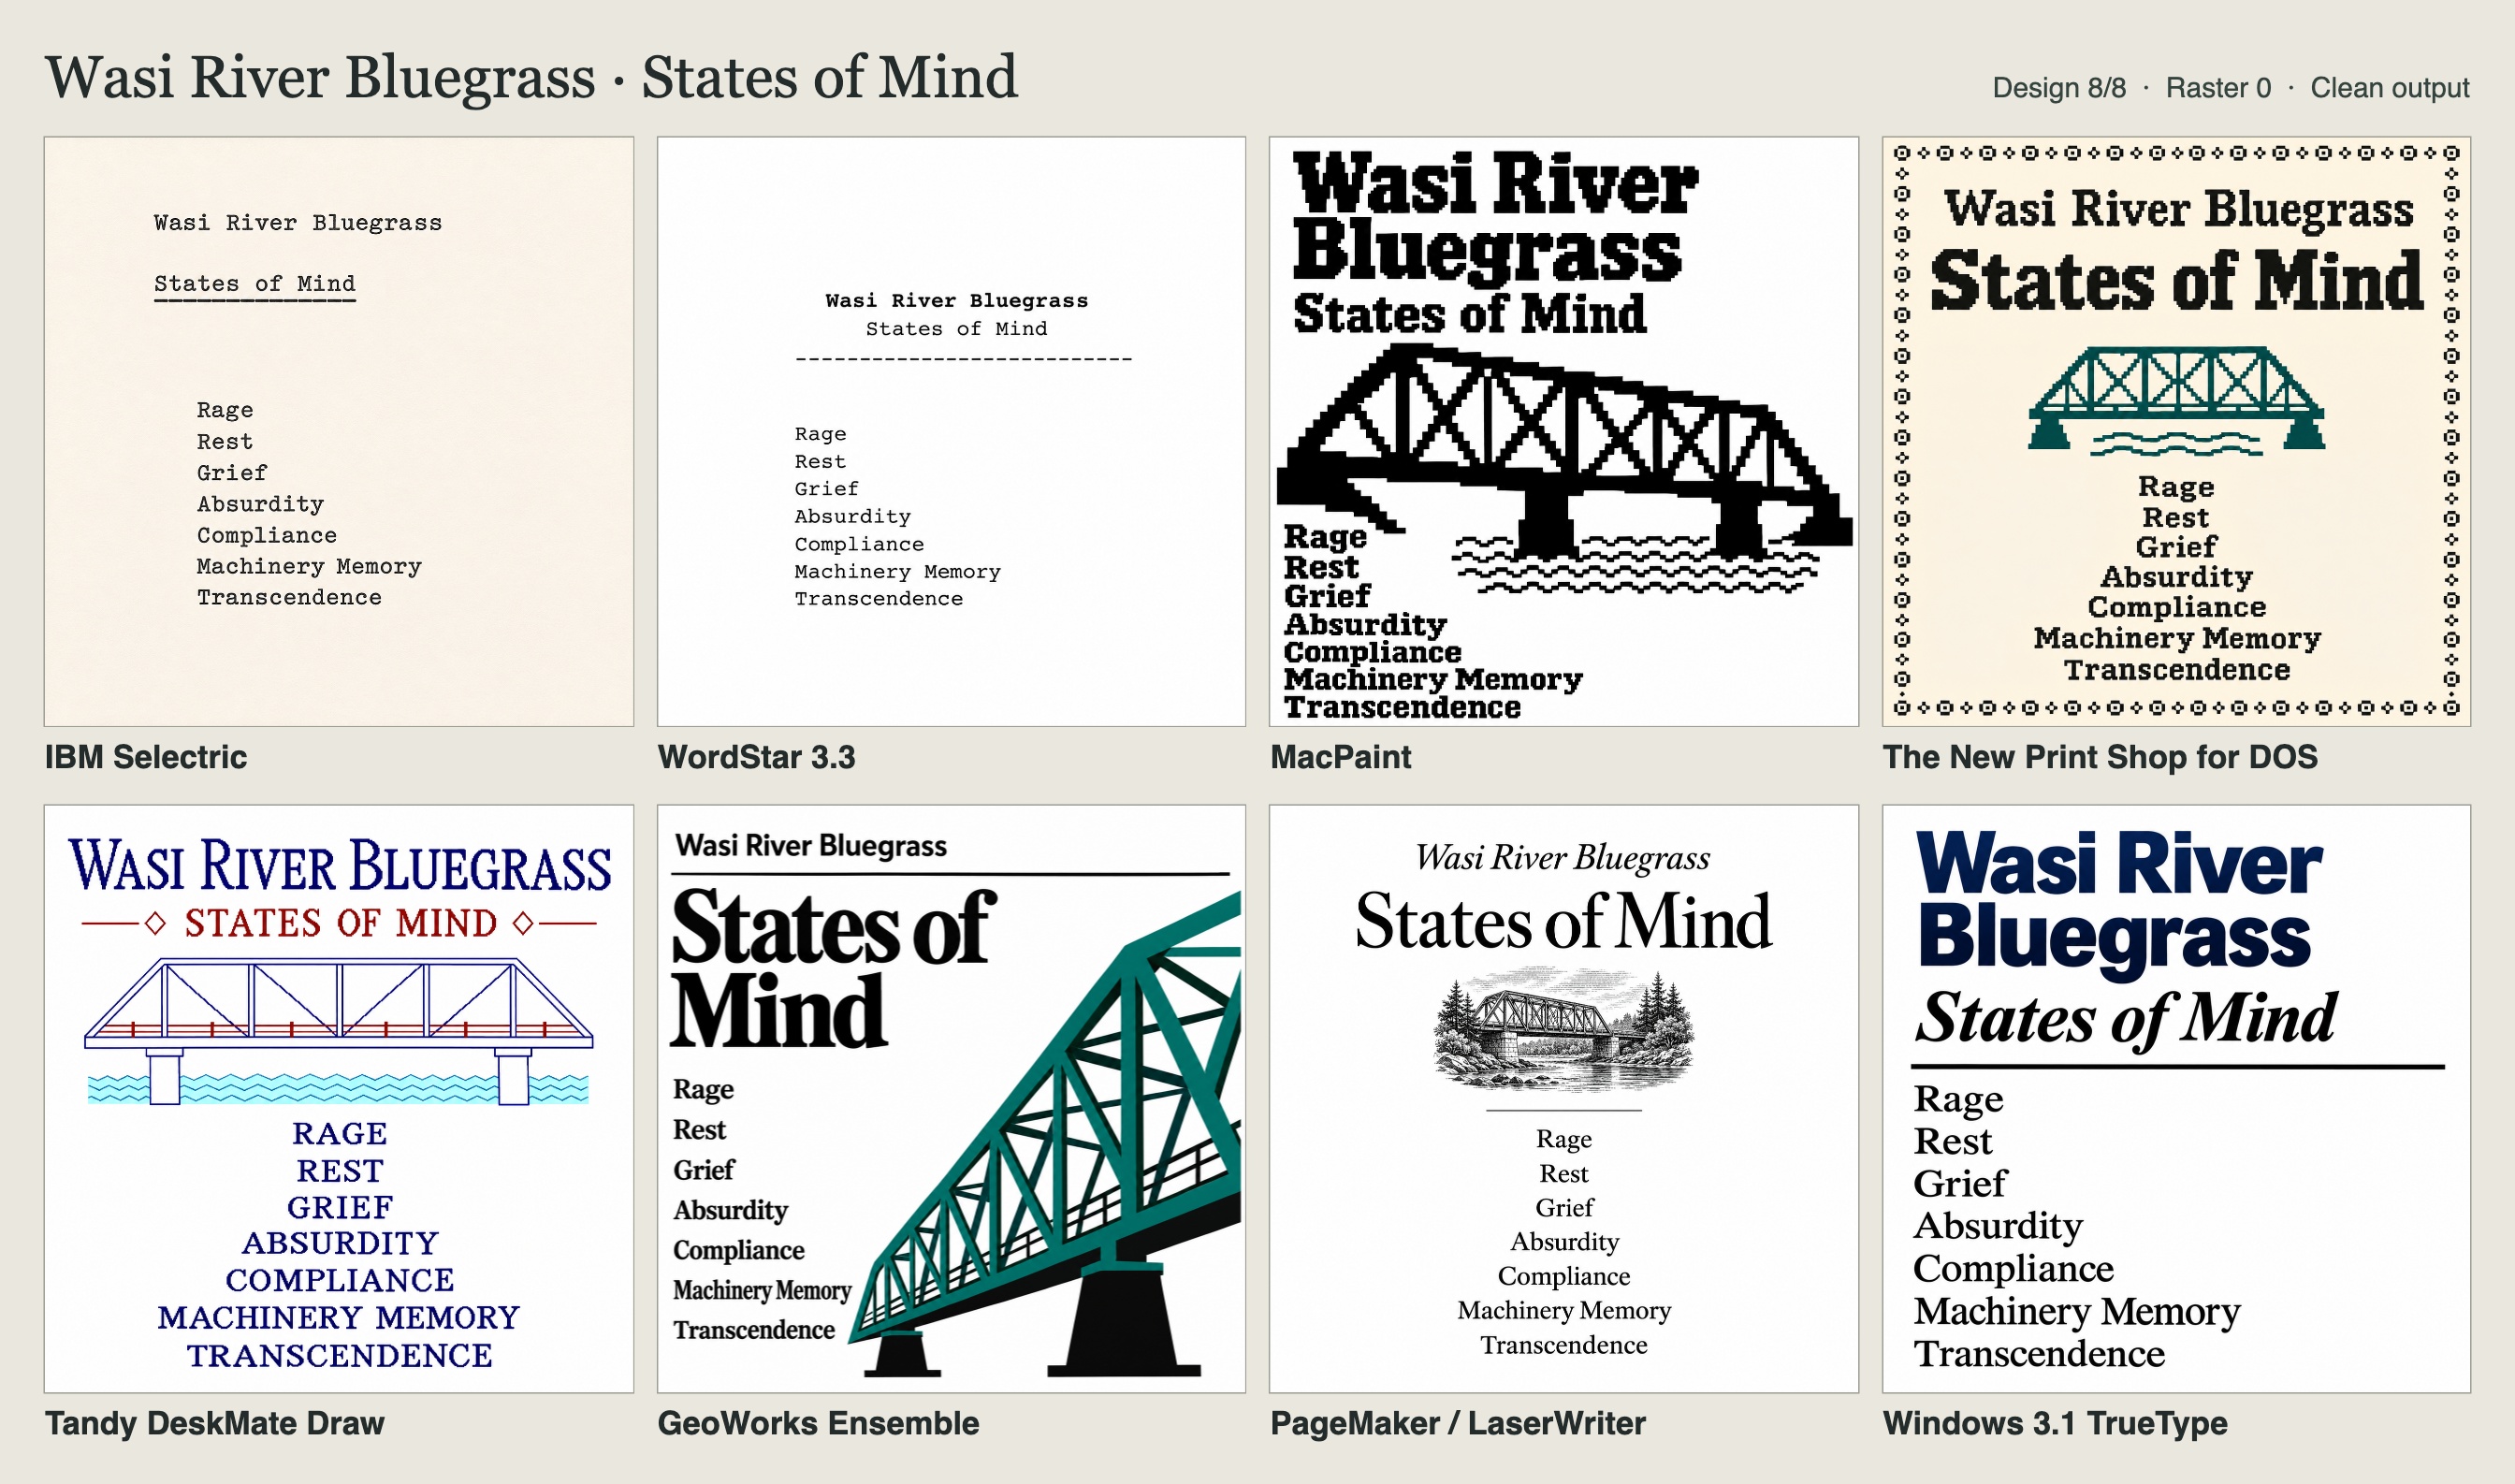 Wasi River Bluegrass · States of Mind
Design 8/8 · Raster 0 · Clean output
Wasi River Bluegrass
States of Mind
Rage
Rest
Grief
Absurdity
Compliance
Machinery Memory
Transcendence
IBM Selectric
Wasi River Bluegrass
States of Mind
--------------------------
Rage
Rest
Grief
Absurdity
Compliance
Machinery Memory
Transcendence
WordStar 3.3
Wasi River
Bluegrass
States of Mind
Rage
Rest
Grief
Absurdity
Compliance
Machinery Memory
Transcendence
MacPaint
Wasi River Bluegrass
States of Mind
Rage
Rest
Grief
Absurdity
Compliance
Machinery Memory
Transcendence
The New Print Shop for DOS
WASI RIVER BLUEGRASS
STATES OF MIND
RAGE
REST
GRIEF
ABSURDITY
COMPLIANCE
MACHINERY MEMORY
TRANSCENDENCE
Tandy DeskMate Draw
Wasi River Bluegrass
States of
Mind
Rage
Rest
Grief
Absurdity
Compliance
Machinery Memory
Transcendence
GeoWorks Ensemble
Wasi River Bluegrass
States of Mind
Rage
Rest
Grief
Absurdity
Compliance
Machinery Memory
Transcendence
PageMaker / LaserWriter
Wasi River
Bluegrass
States of Mind
Rage
Rest
Grief
Absurdity
Compliance
Machinery Memory
Transcendence
Windows 3.1 TrueType